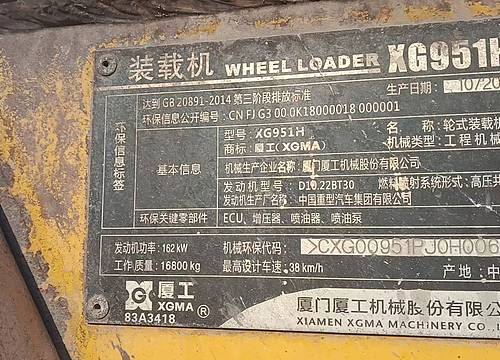 装载机 WHEEL LOADER XG951H
生产日期: 10/20
达到 GB 20891-2014 第三阶段排放标准
环保信息公开编号: CN FJ G3 00 0K18000018 000001
环保信息标签
基本信息
型号: XG951H 名 称: 轮式装载机
商标: 厦工 (XGMA) 机械类型: 工程机械
机械生产企业名称: 厦门厦工机械股份有限公司
发动机型号: D10.22BT30 燃料喷射系统形式: 高压共
发动机生产厂名称: 中国重型汽车集团有限公司
环保关键零部件 ECU、增压器、喷油器、喷油泵
发动机功率: 162kW 机械环保代码: >CXG00951PJ0H006
工作质量: 16800 kg 最高设计车速: 38 km/h 产 地: 中
厦工 XGMA ®
83A3418
厦门厦工机械股份有限公
XIAMEN XGMA MACHINERY CO.,